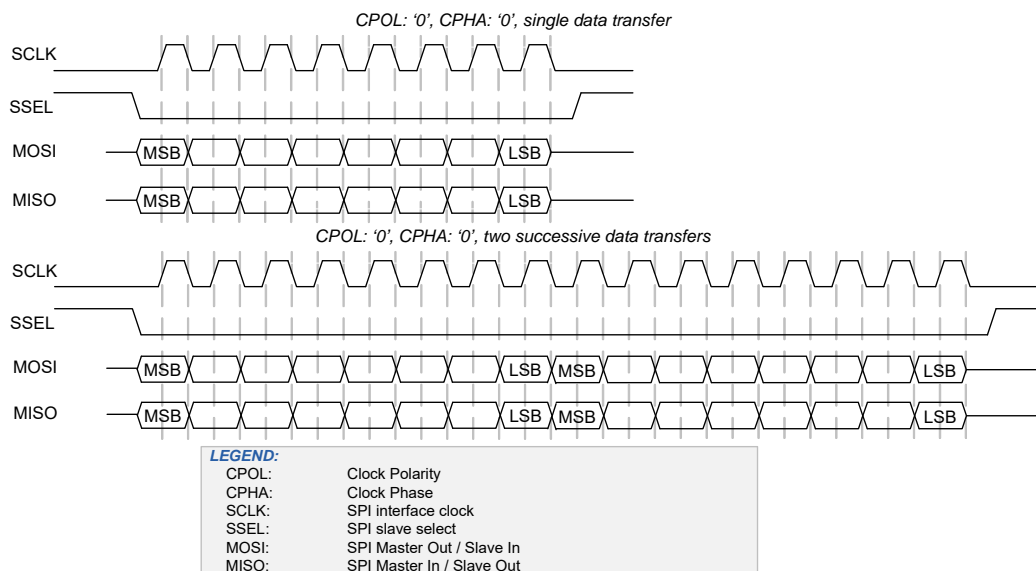 CPOL: ‘0’, CPHA: ‘0’, single data transfer
SCLK
SSEL
MOSI MSB LSB
MISO MSB LSB
CPOL: ‘0’, CPHA: ‘0’, two successive data transfers
SCLK
SSEL
MOSI MSB LSB MSB LSB
MISO MSB LSB MSB LSB
LEGEND:
CPOL: Clock Polarity
CPHA: Clock Phase
SCLK: SPI interface clock
SSEL: SPI slave select
MOSI: SPI Master Out / Slave In
MISO: SPI Master In / Slave Out